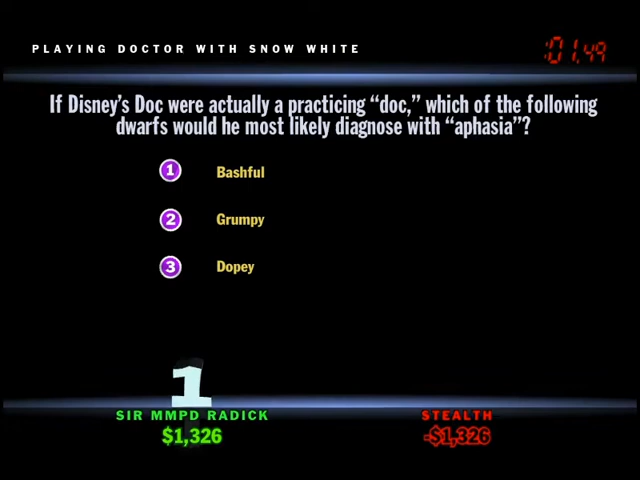 PLAYING DOCTOR WITH SNOW WHITE
:01.49
If Disney's Doc were actually a practicing “doc,” which of the following
dwarfs would he most likely diagnose with “aphasia”?
1 Bashful
2 Grumpy
3 Dopey
1
SIR MMPD RADICK
$1,326
STEALTH
-$1,326